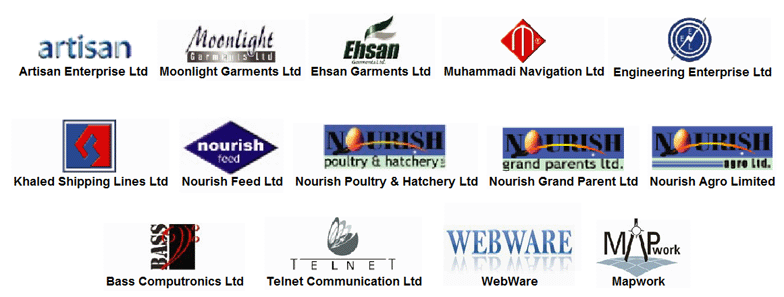 artisan
Artisan Enterprise Ltd
Moonlight
Garments Ltd
Moonlight Garments Ltd
Ehsan
Garments Ltd.
Ehsan Garments Ltd
Muhammadi Navigation Ltd
Engineering Enterprise Ltd
Khaled Shipping Lines Ltd
nourish
feed
Nourish Feed Ltd
NOURISH
poultry & hatchery
Nourish Poultry & Hatchery Ltd
NOURISH
grand parents ltd.
Nourish Grand Parent Ltd
NOURISH
agro ltd.
Nourish Agro Limited
BASS
Bass Computronics Ltd
TELNET
Telnet Communication Ltd
WEBWARE
WebWare
MAP work
Mapwork